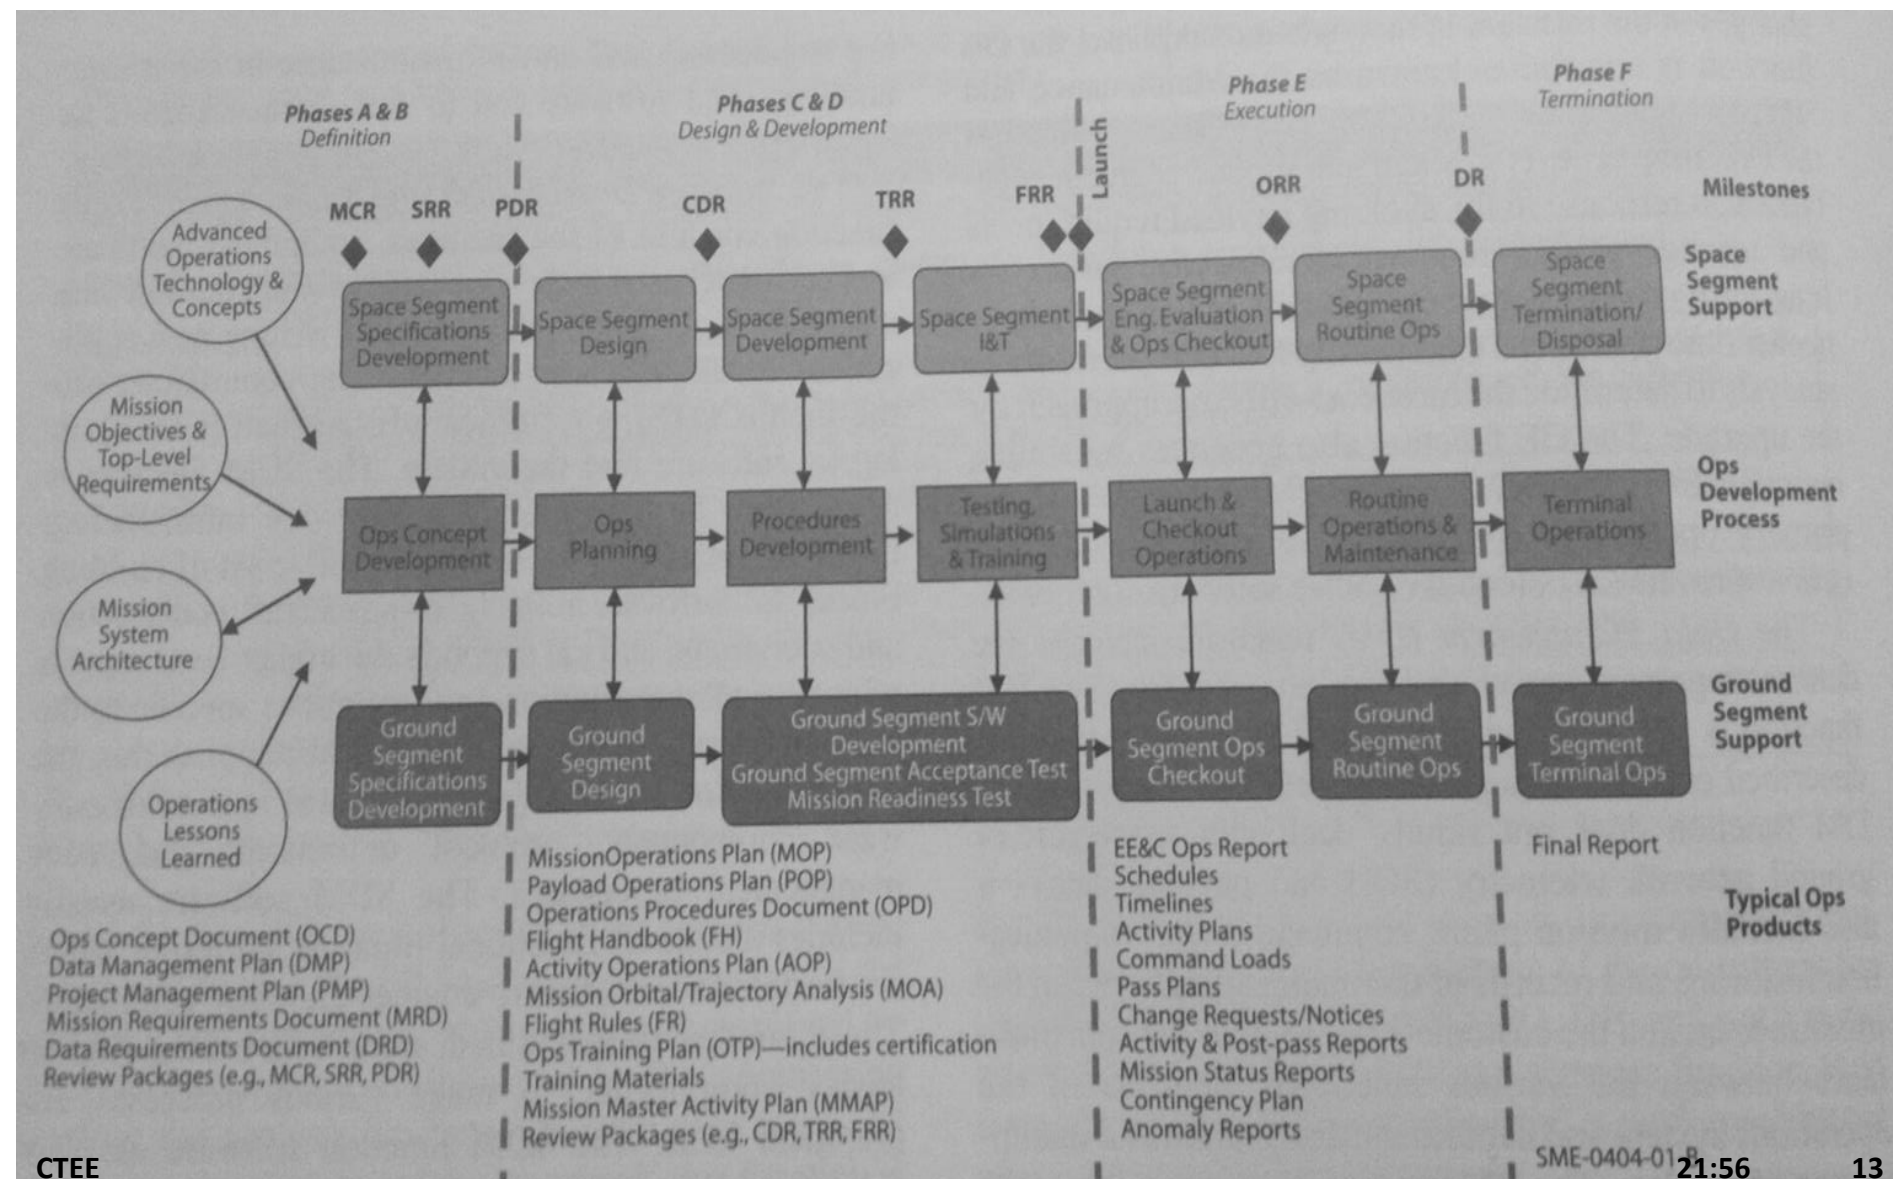 Phases A & B
Definition
Phases C & D
Design & Development
Phase E
Execution
Phase F
Termination
Launch
MCR
SRR
PDR
CDR
TRR
FRR
ORR
DR
Milestones
Advanced
Operations
Technology &
Concepts
Mission
Objectives &
Top-Level
Requirements
Mission
System
Architecture
Operations
Lessons
Learned
Space Segment
Specifications
Development
Space Segment
Design
Space Segment
Development
Space Segment
I&T
Space Segment
Eng. Evaluation
& Ops Checkout
Space
Segment
Routine Ops
Space
Segment
Termination/
Disposal
Space
Segment
Support
Ops Concept
Development
Ops
Planning
Procedures
Development
Testing,
Simulations
& Training
Launch &
Checkout
Operations
Routine
Operations &
Maintenance
Terminal
Operations
Ops
Development
Process
Ground
Segment
Specifications
Development
Ground
Segment
Design
Ground Segment S/W
Development
Ground Segment Acceptance Test
Mission Readiness Test
Ground
Segment Ops
Checkout
Ground
Segment
Routine Ops
Ground
Segment
Terminal Ops
Ground
Segment
Support
Ops Concept Document (OCD)
Data Management Plan (DMP)
Project Management Plan (PMP)
Mission Requirements Document (MRD)
Data Requirements Document (DRD)
Review Packages (e.g., MCR, SRR, PDR)
MissionOperations Plan (MOP)
Payload Operations Plan (POP)
Operations Procedures Document (OPD)
Flight Handbook (FH)
Activity Operations Plan (AOP)
Mission Orbital/Trajectory Analysis (MOA)
Flight Rules (FR)
Ops Training Plan (OTP)—includes certification
Training Materials
Mission Master Activity Plan (MMAP)
Review Packages (e.g., CDR, TRR, FRR)
EE&C Ops Report
Schedules
Timelines
Activity Plans
Command Loads
Pass Plans
Change Requests/Notices
Activity & Post-pass Reports
Mission Status Reports
Contingency Plan
Anomaly Reports
Final Report
Typical Ops
Products
SME-0404-01-B
CTEE
21:56
13